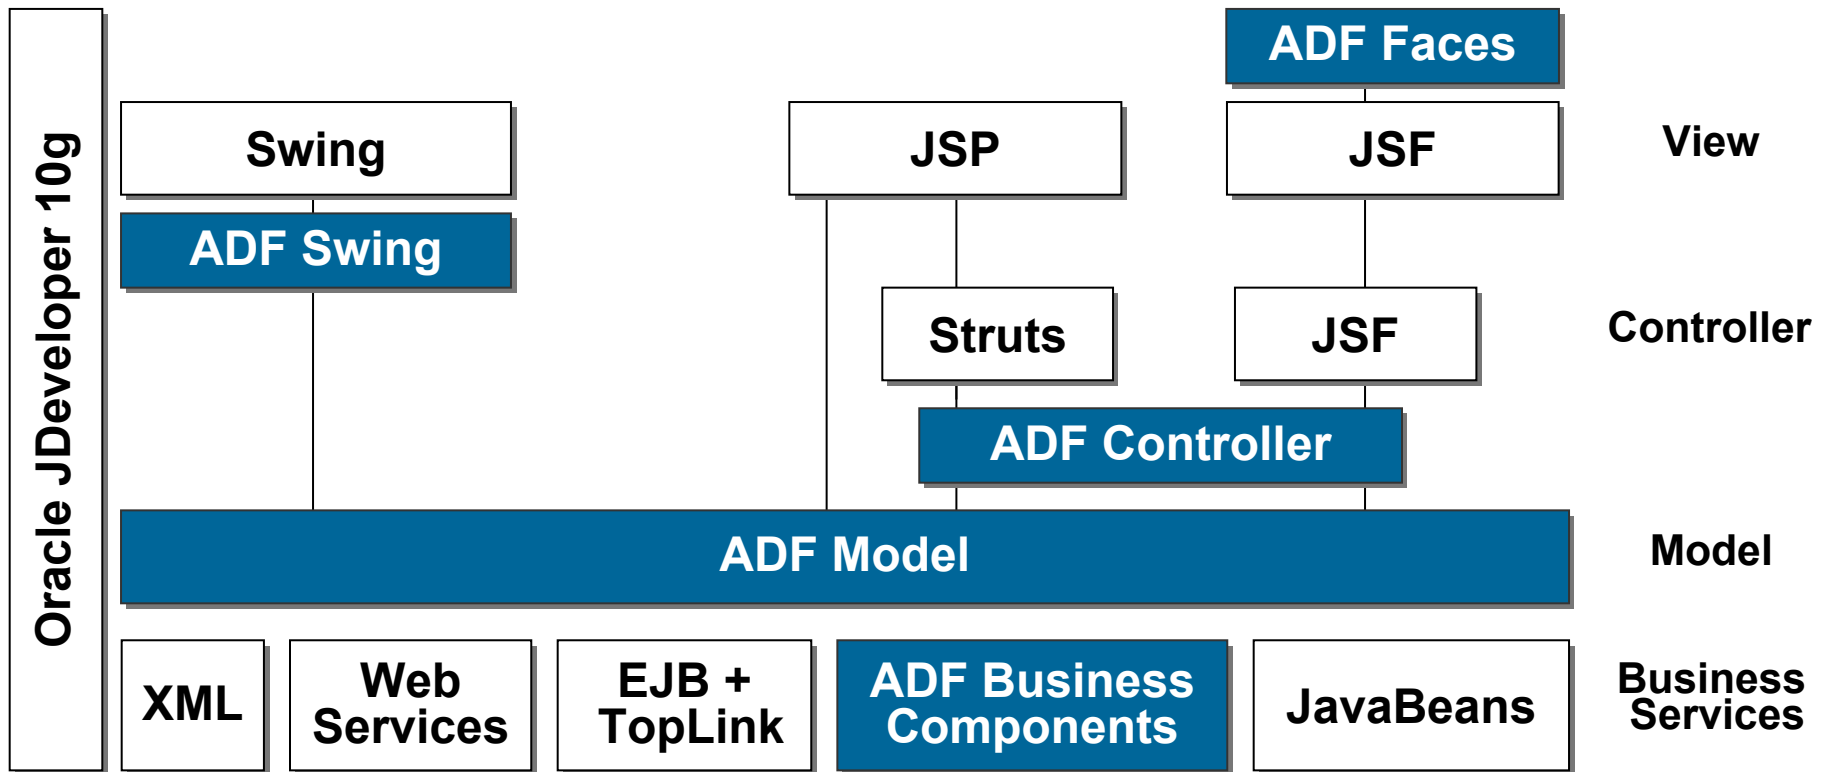 Oracle JDeveloper 10g
ADF Faces
Swing
JSP
JSF
View
ADF Swing
Struts
JSF
Controller
ADF Controller
ADF Model
Model
XML
Web
Services
EJB +
TopLink
ADF Business
Components
JavaBeans
Business
Services